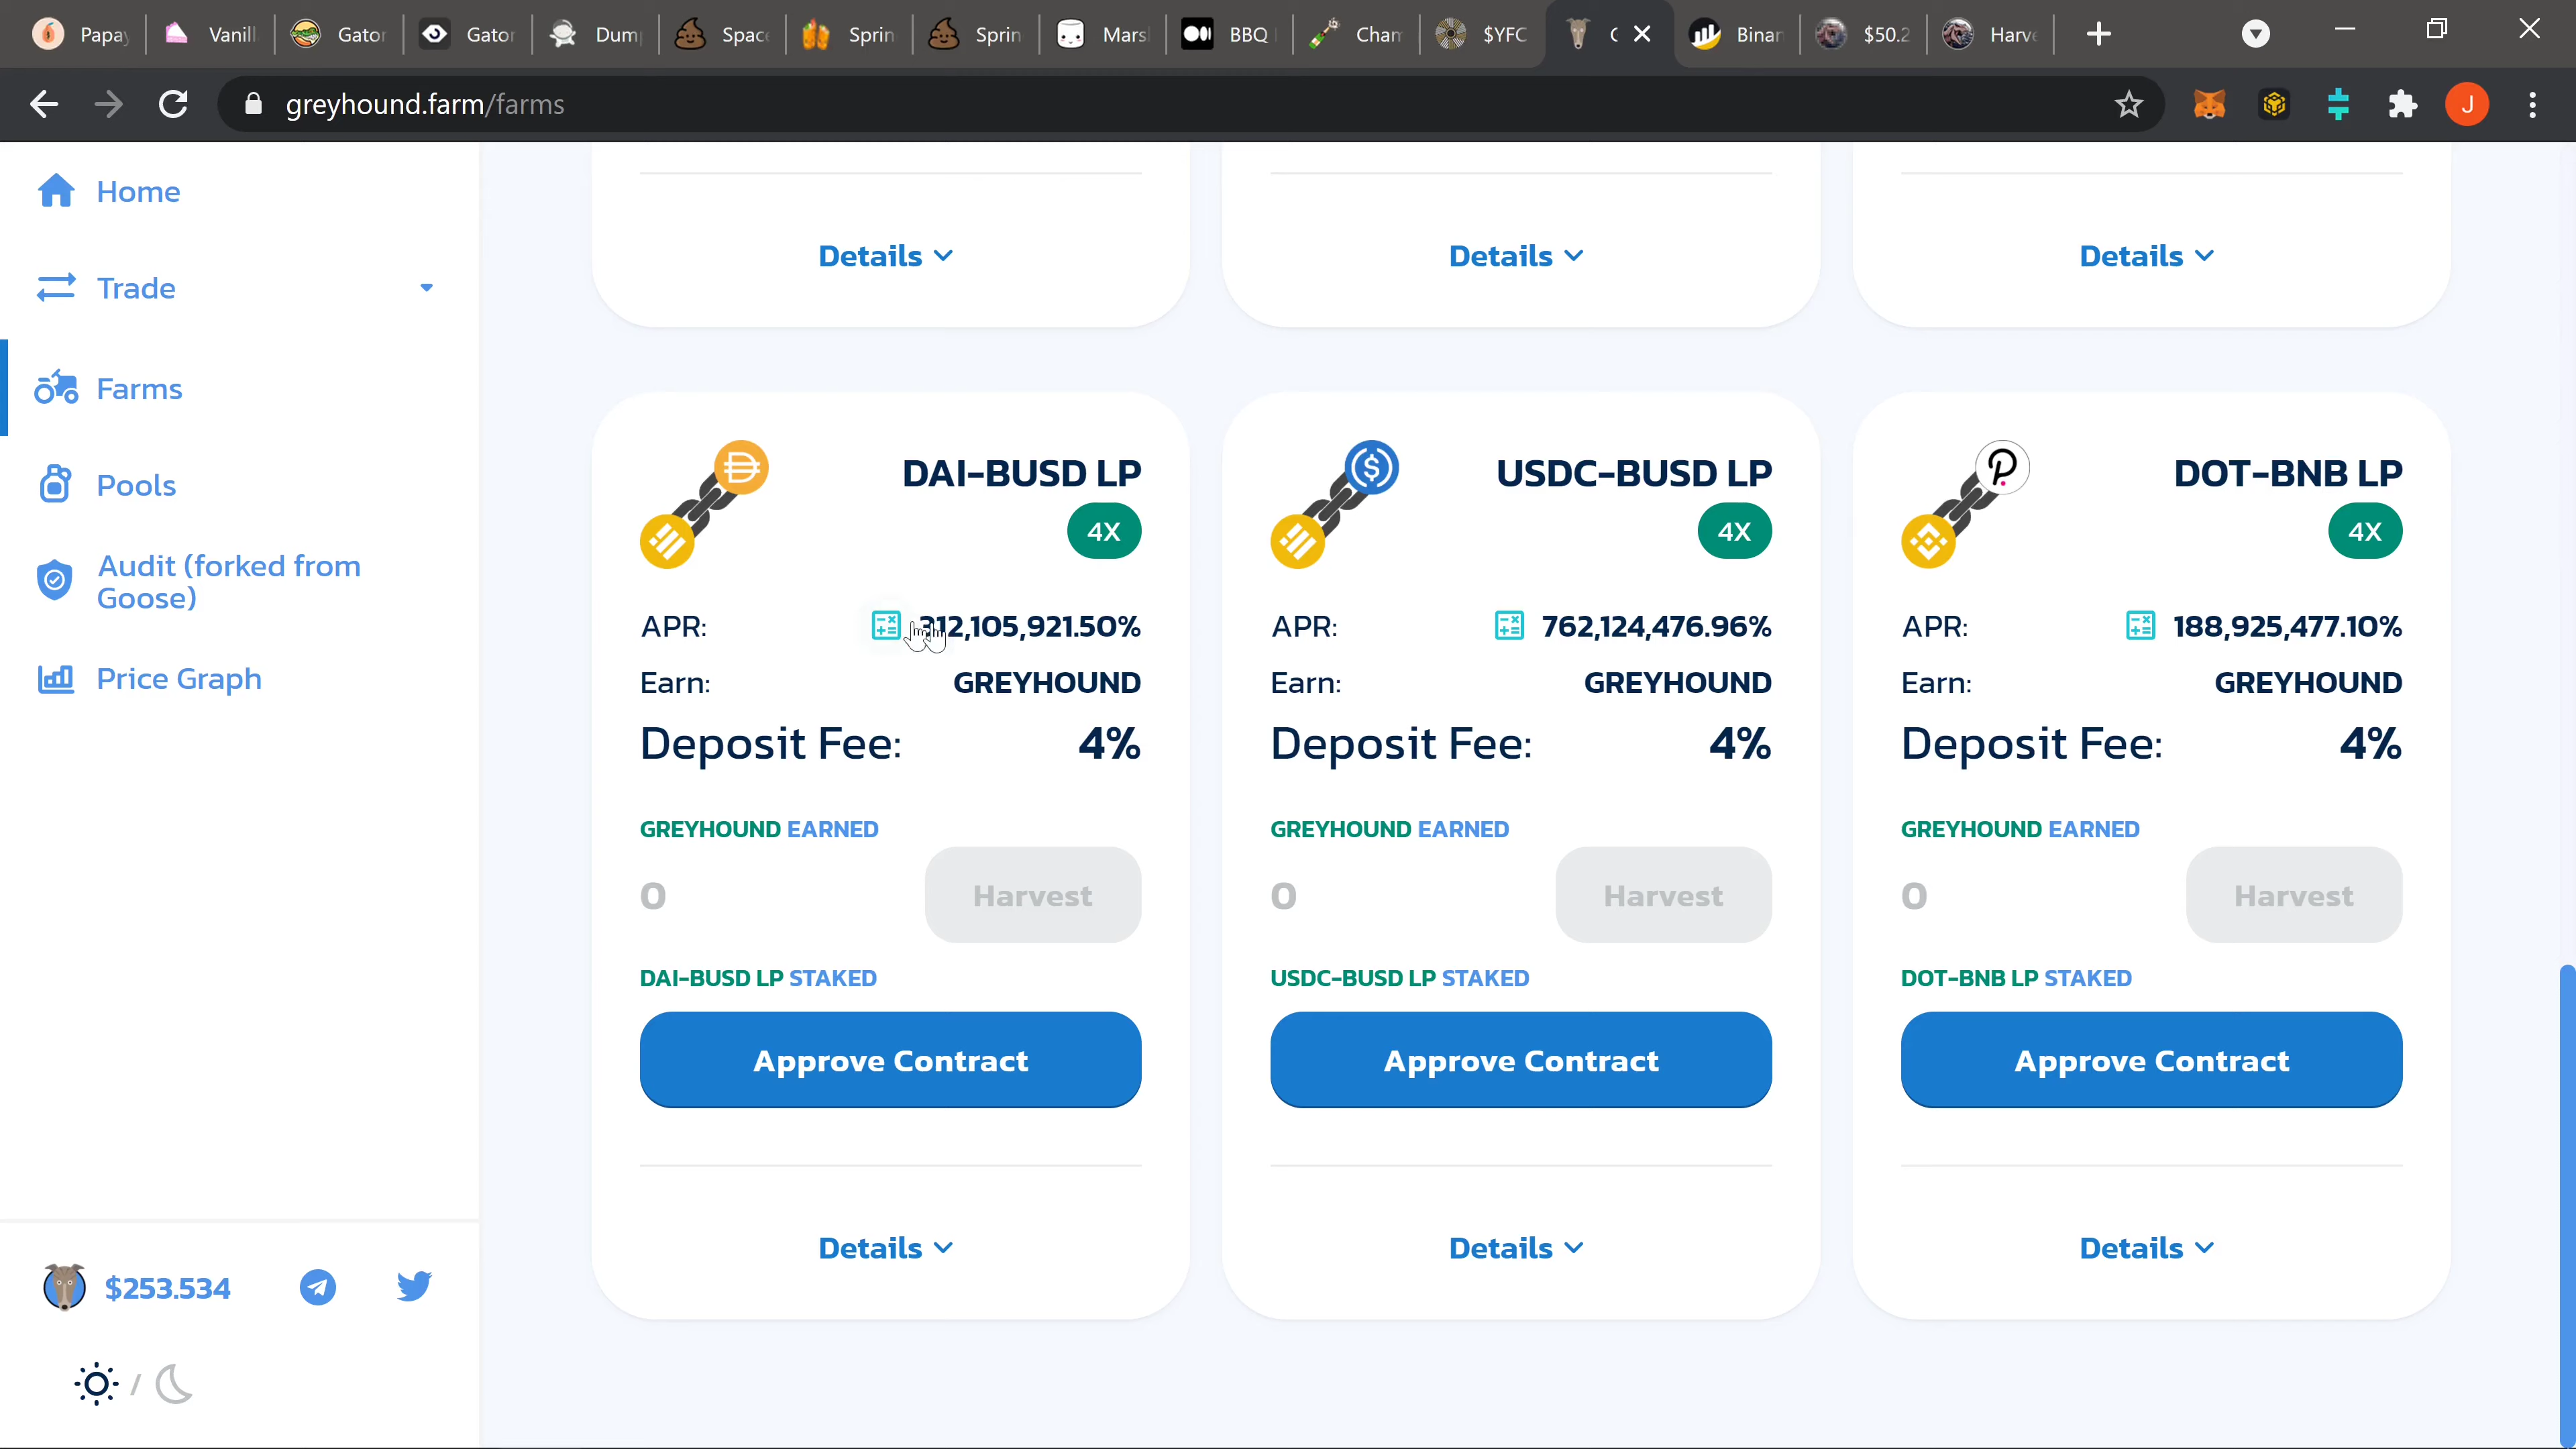 Papay Vanill Gator Gator Dump Space Sprin Sprin Mars BBQ Cham $YFC Binan $50.2 Harve
greyhound.farm/farms
J
Home
Trade
Farms
Pools
Audit (forked from
Goose)
Price Graph
$253.534
/
Details Details Details
DAI-BUSD LP
4X
APR: 312,105,921.50%
Earn: GREYHOUND
Deposit Fee: 4%
GREYHOUND EARNED
0 Harvest
DAI-BUSD LP STAKED
Approve Contract
Details
USDC-BUSD LP
4X
APR: 762,124,476.96%
Earn: GREYHOUND
Deposit Fee: 4%
GREYHOUND EARNED
0 Harvest
USDC-BUSD LP STAKED
Approve Contract
Details
DOT-BNB LP
4X
APR: 188,925,477.10%
Earn: GREYHOUND
Deposit Fee: 4%
GREYHOUND EARNED
0 Harvest
DOT-BNB LP STAKED
Approve Contract
Details